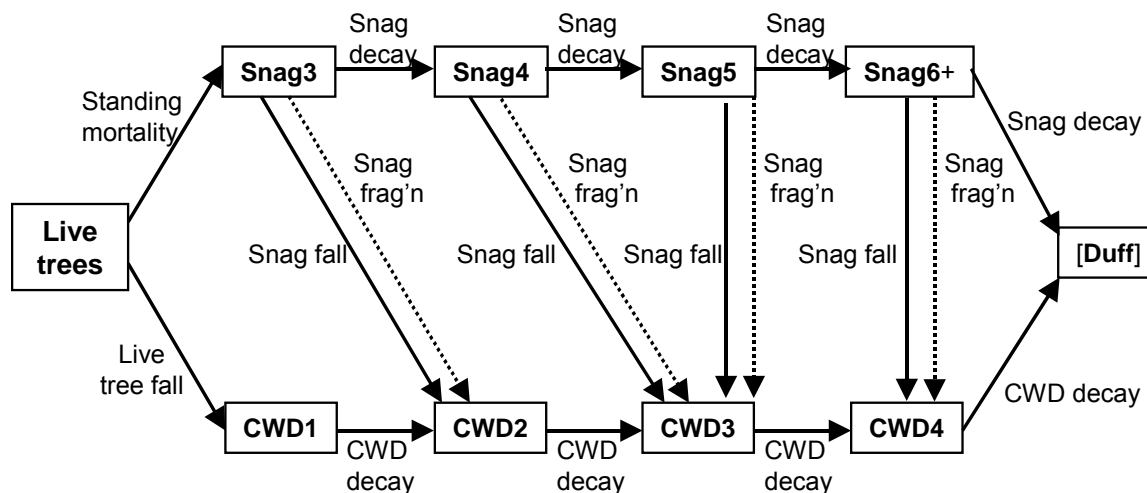 Snag
decay
Snag
decay
Snag
decay
Snag3
Snag4
Snag5
Snag6+
Standing
mortality
Snag decay
Snag
frag'n
Snag
frag'n
Snag
frag'n
Snag
frag'n
Live
trees
Snag fall
Snag fall
Snag fall
Snag fall
[Duff]
Live
tree fall
CWD decay
CWD1
CWD2
CWD3
CWD4
CWD
decay
CWD
decay
CWD
decay